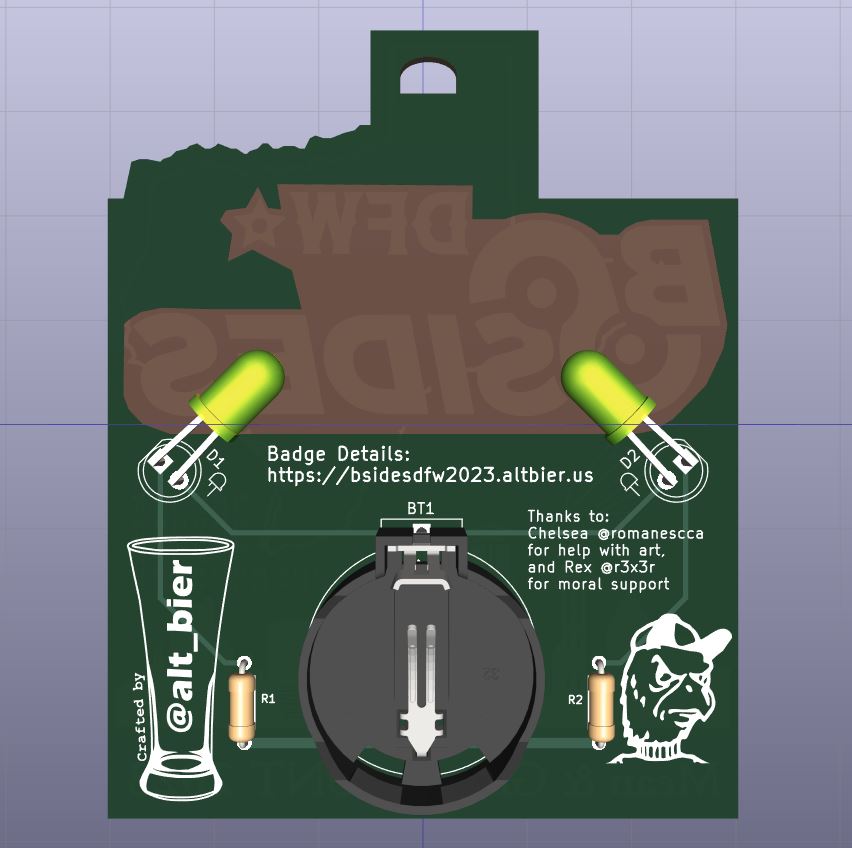 DFW
BSIDES
D1
Badge Details:
https://bsidesdfw2023.altbier.us
D2
BT1
Thanks to:
Chelsea @romanescca
for help with art,
and Rex @r3x3r
for moral support
@alt_bier
Crafted by
R1
R2